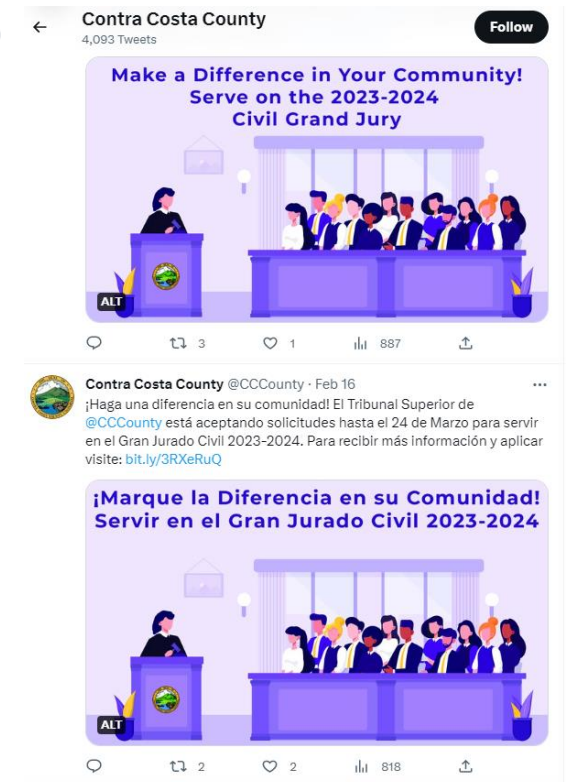 Contra Costa County
4,093 Tweets
Follow
Make a Difference in Your Community!
Serve on the 2023-2024
Civil Grand Jury
ALT
3 1 887
Contra Costa County @CCCounty · Feb 16
¡Haga una diferencia en su comunidad! El Tribunal Superior de
@CCCounty está aceptando solicitudes hasta el 24 de Marzo para servir
en el Gran Jurado Civil 2023-2024. Para recibir más información y aplicar
visite: bit.ly/3RXeRuQ
¡Marque la Diferencia en su Comunidad!
Servir en el Gran Jurado Civil 2023-2024
ALT
2 2 818